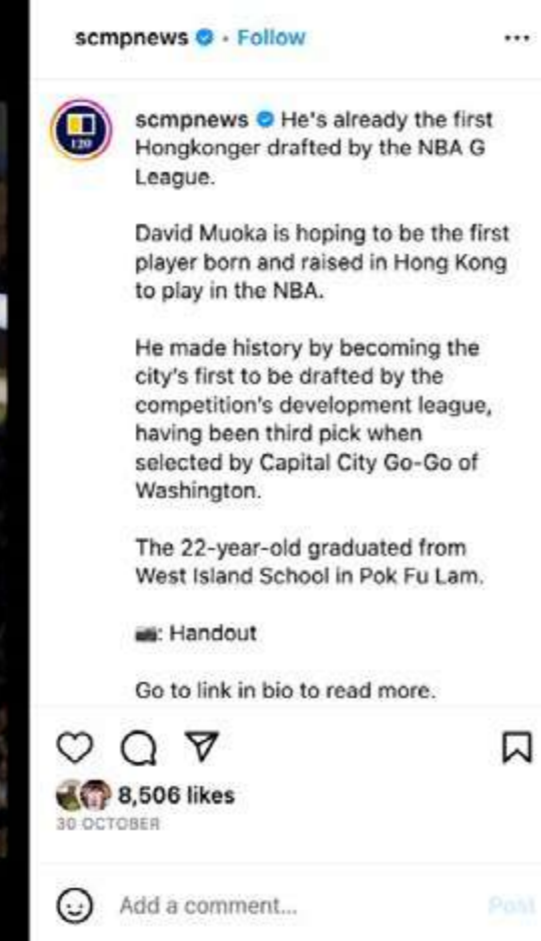 scmpnews • Follow
scmpnews He's already the first
Hongkonger drafted by the NBA G
League.
David Muoka is hoping to be the first
player born and raised in Hong Kong
to play in the NBA.
He made history by becoming the
city's first to be drafted by the
competition's development league,
having been third pick when
selected by Capital City Go-Go of
Washington.
The 22-year-old graduated from
West Island School in Pok Fu Lam.
📷: Handout
Go to link in bio to read more.
8,506 likes
30 OCTOBER
Add a comment...
Post
120